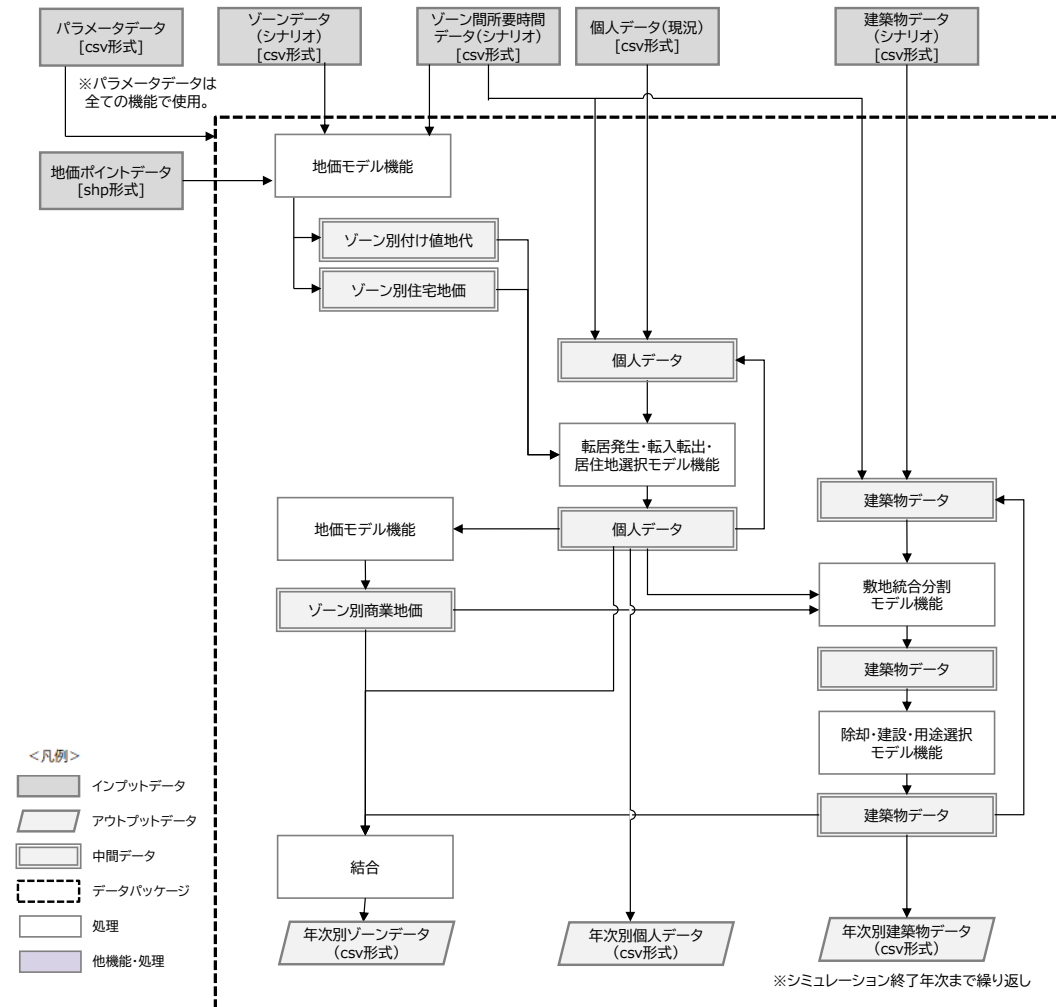 パラメータデータ
[csv形式]
ゾーンデータ
(シナリオ)
[csv形式]
ゾーン間所要時間
データ(シナリオ)
[csv形式]
個人データ(現況)
[csv形式]
建築物データ
(シナリオ)
[csv形式]
※パラメータデータは
全ての機能で使用。
地価ポイントデータ
[shp形式]
地価モデル機能
ゾーン別付け値地代
ゾーン別住宅地価
個人データ
転居発生・転入転出・
居住地選択モデル機能
個人データ
地価モデル機能
ゾーン別商業地価
建築物データ
敷地統合分割
モデル機能
建築物データ
除却・建設・用途選択
モデル機能
建築物データ
結合
年次別ゾーンデータ
(csv形式)
年次別個人データ
(csv形式)
年次別建築物データ
(csv形式)
※シミュレーション終了年次まで繰り返し
<凡例>
インプットデータ
アウトプットデータ
中間データ
データパッケージ
処理
他機能・処理